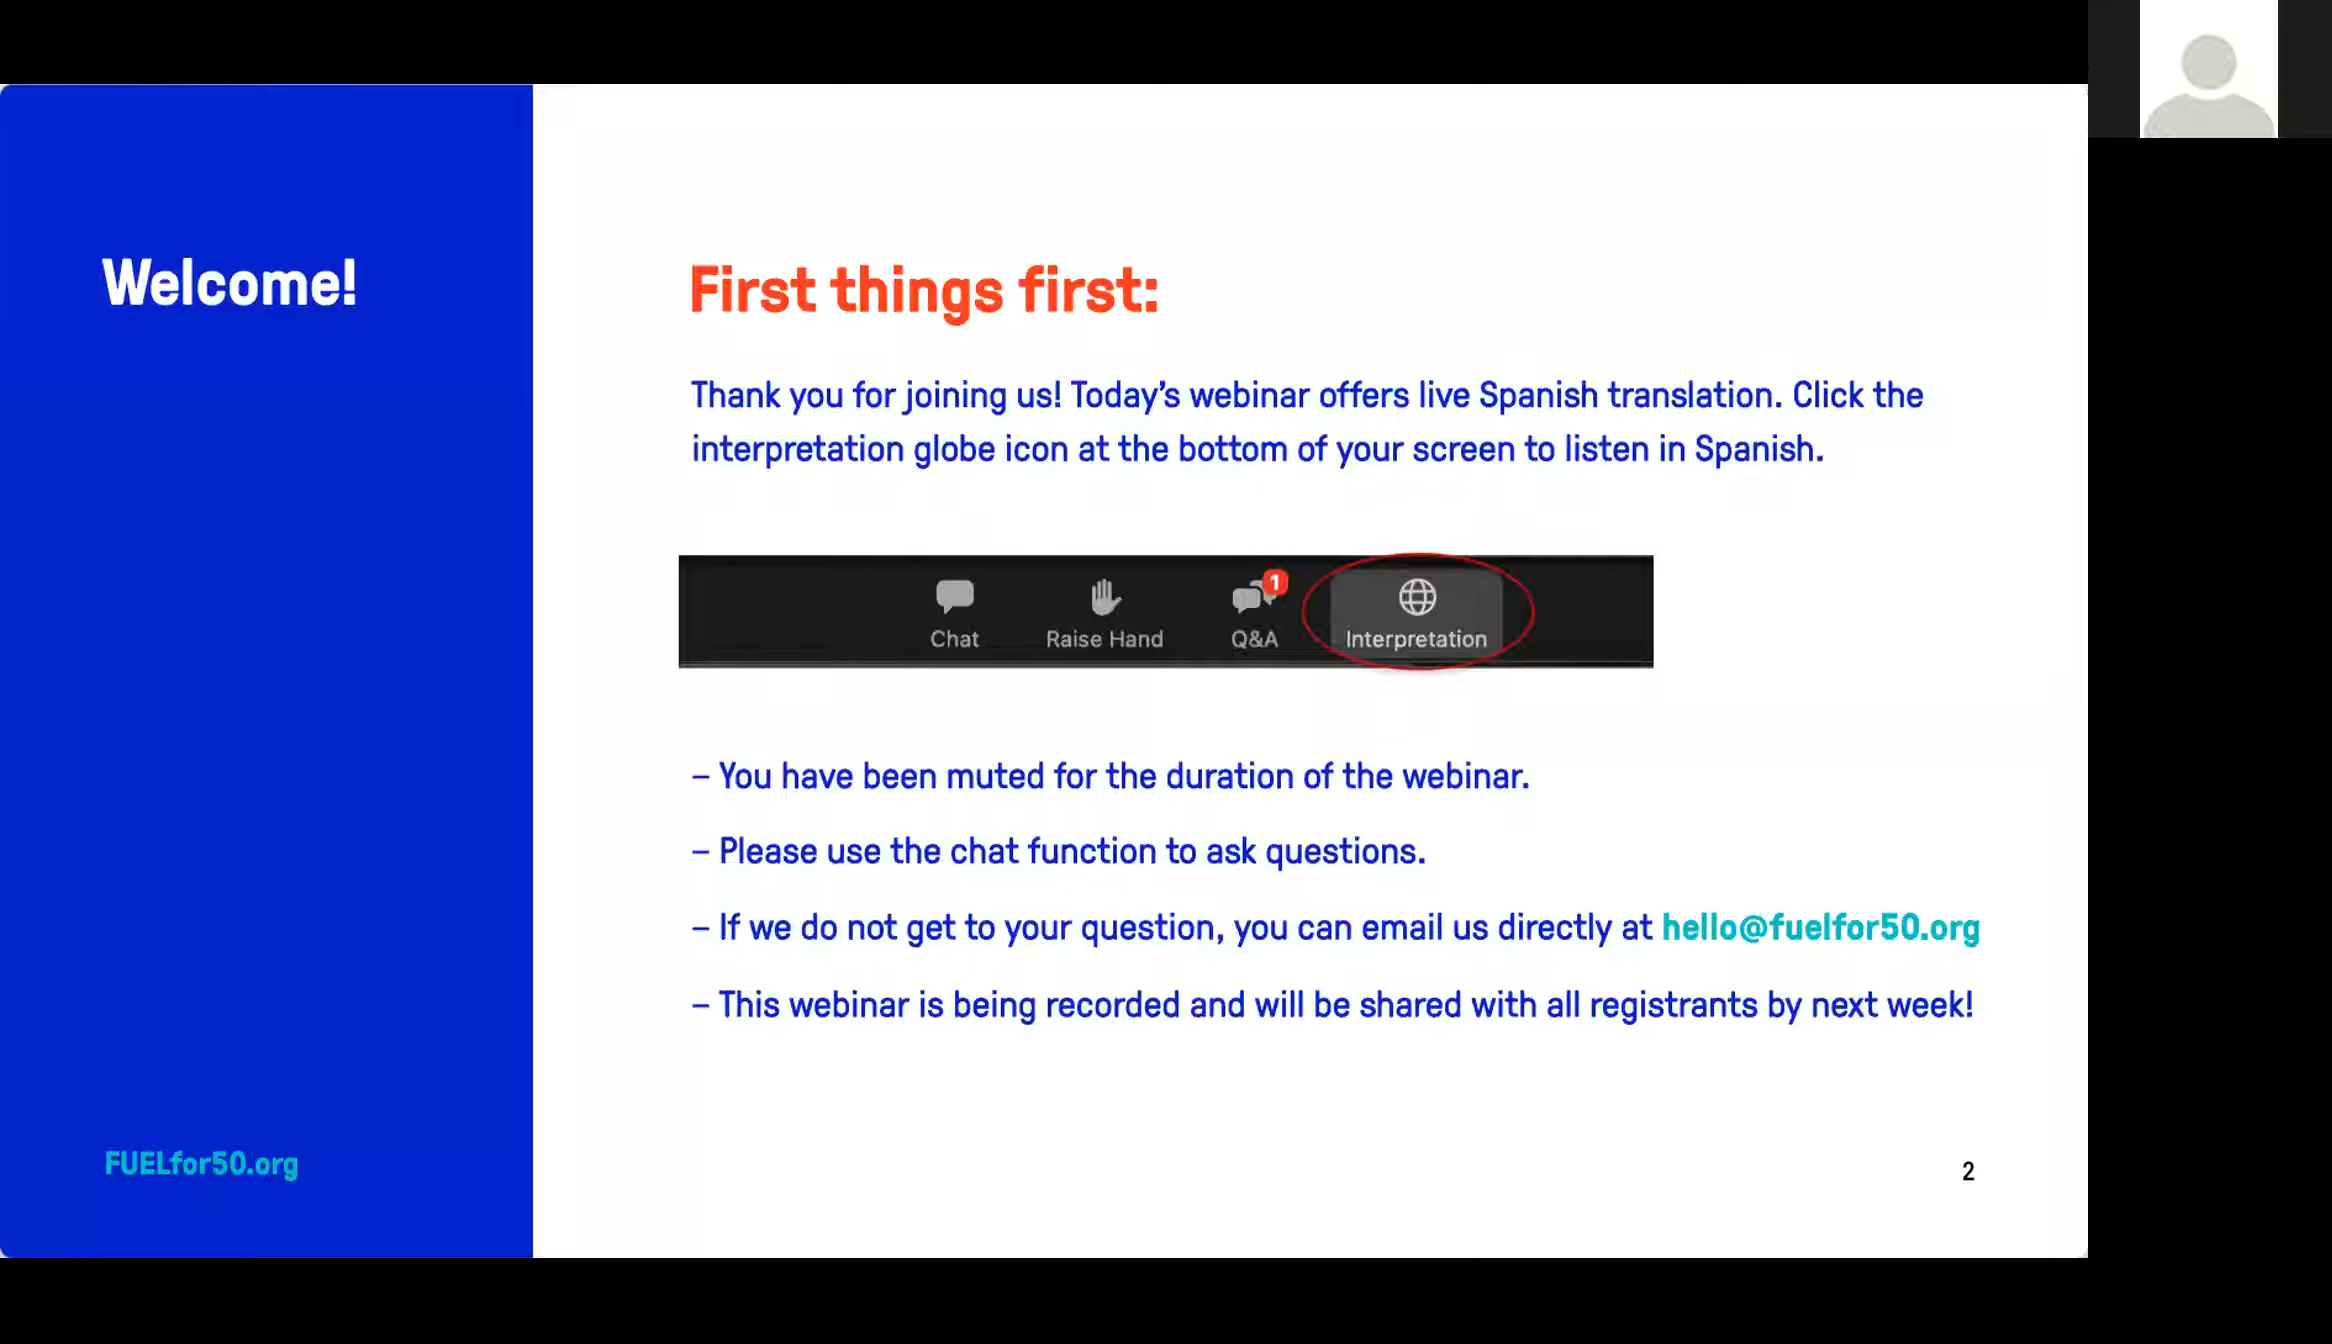 Welcome!
First things first:
Thank you for joining us! Today’s webinar offers live Spanish translation. Click the
interpretation globe icon at the bottom of your screen to listen in Spanish.
1
Chat Raise Hand Q&A Interpretation
– You have been muted for the duration of the webinar.
– Please use the chat function to ask questions.
– If we do not get to your question, you can email us directly at hello@fuelfor50.org
– This webinar is being recorded and will be shared with all registrants by next week!
FUELfor50.org
2